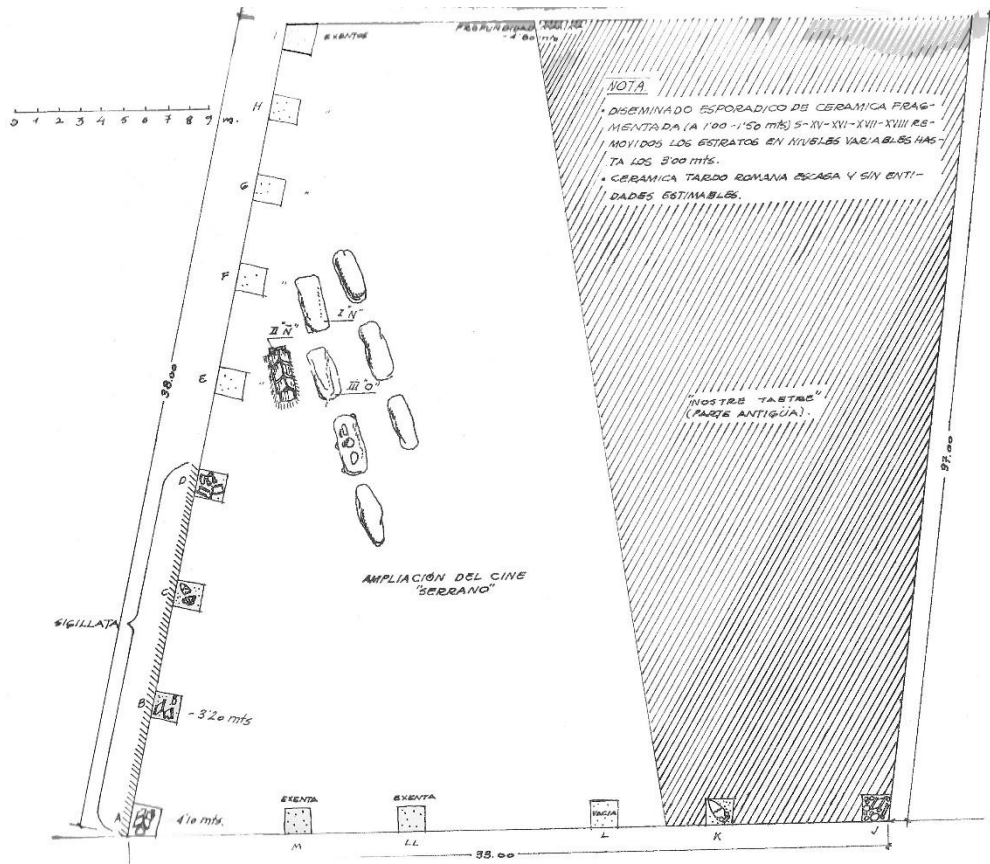 I
EXENTOS
PROFUNDIDAD
-1'80 mts
NOTA
• DISEMINADO ESPORADICO DE CERAMICA FRAG-
MENTADA (A 1'00-1'50 mts) S-XV-XVI-XVII-XVIII RE-
MOVIDOS LOS ESTRATOS EN NIVELES VARIABLES HAS-
TA LOS 3'00 mts.
• CERAMICA TARDO ROMANA ESCASA Y SIN ENTI-
DADES ESTIMABLES.
H "
0 1 2 3 4 5 6 7 8 9 m.
G "
F "
I "N"
II "N"
E "
III "O"
38.00
"NOSTRE TEATRE"
(PARTE ANTIGÜA).
37.00
D
AMPLIACIÓN DEL CINE
"SERRANO"
C
SIGILLATA
B B
-3'20 mts
A
4'10 mts.
EXENTA
EXENTA
VACIA
M
LL
L
K
J
33.00